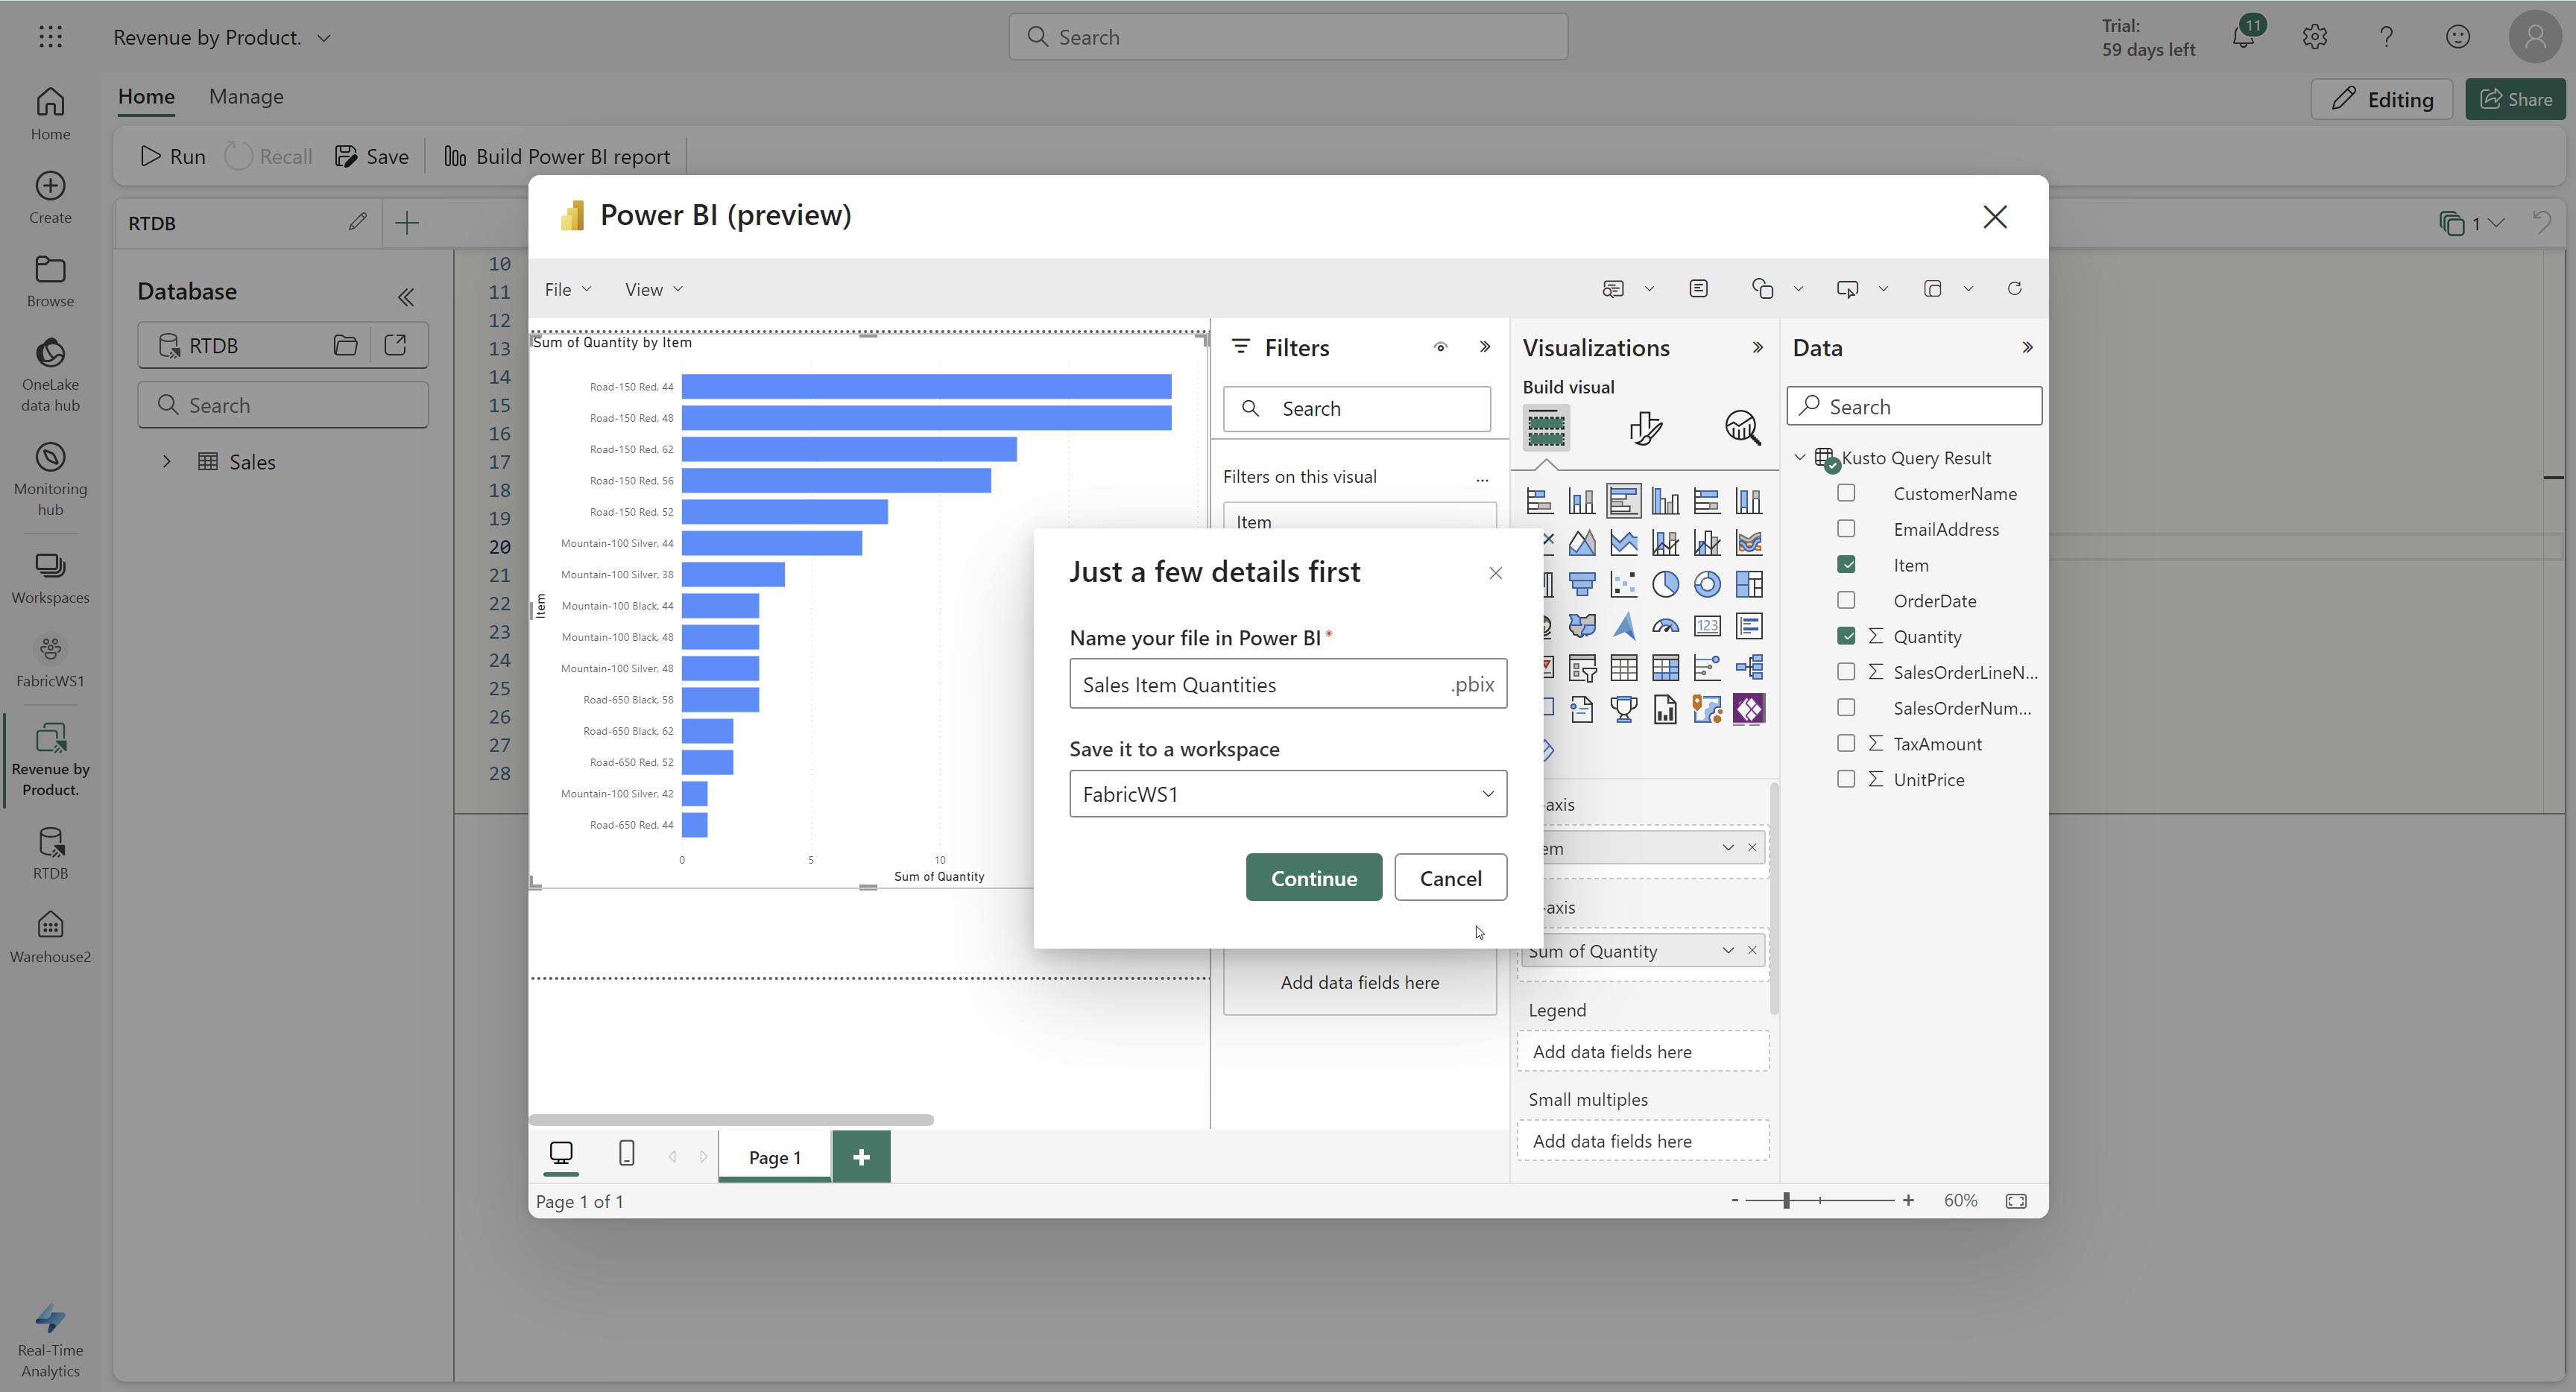 Revenue by Product.
Search
Trial:
59 days left
11
Home
Manage
Editing
Share
Run
Recall
Save
Build Power BI report
Home
Create
Browse
OneLake
data hub
Monitoring
hub
Workspaces
FabricWS1
Revenue by
Product.
RTDB
Warehouse2
Real-Time
Analytics
RTDB
1
Database
RTDB
Search
Sales
10
11
12
13
14
15
16
17
18
19
20
21
22
23
24
25
26
27
28
Power BI (preview)
File
View
Sum of Quantity by Item
Road-150 Red, 44
Road-150 Red, 48
Road-150 Red, 62
Road-150 Red, 56
Road-150 Red, 52
Mountain-100 Silver, 44
Mountain-100 Silver, 38
Mountain-100 Black, 44
Mountain-100 Black, 48
Mountain-100 Silver, 48
Road-650 Black, 58
Road-650 Black, 62
Road-650 Red, 52
Mountain-100 Silver, 42
Road-650 Red, 44
Item
0
5
10
Sum of Quantity
Filters
Search
Filters on this visual
...
Item
Add data fields here
Just a few details first
Name your file in Power BI *
Sales Item Quantities
.pbix
Save it to a workspace
FabricWS1
Continue
Cancel
Visualizations
Build visual
123
-axis
em
-axis
Sum of Quantity
Legend
Add data fields here
Small multiples
Add data fields here
Data
Search
Kusto Query Result
CustomerName
EmailAddress
Item
OrderDate
Quantity
SalesOrderLineN...
SalesOrderNum...
TaxAmount
UnitPrice
Page 1
Page 1 of 1
60%